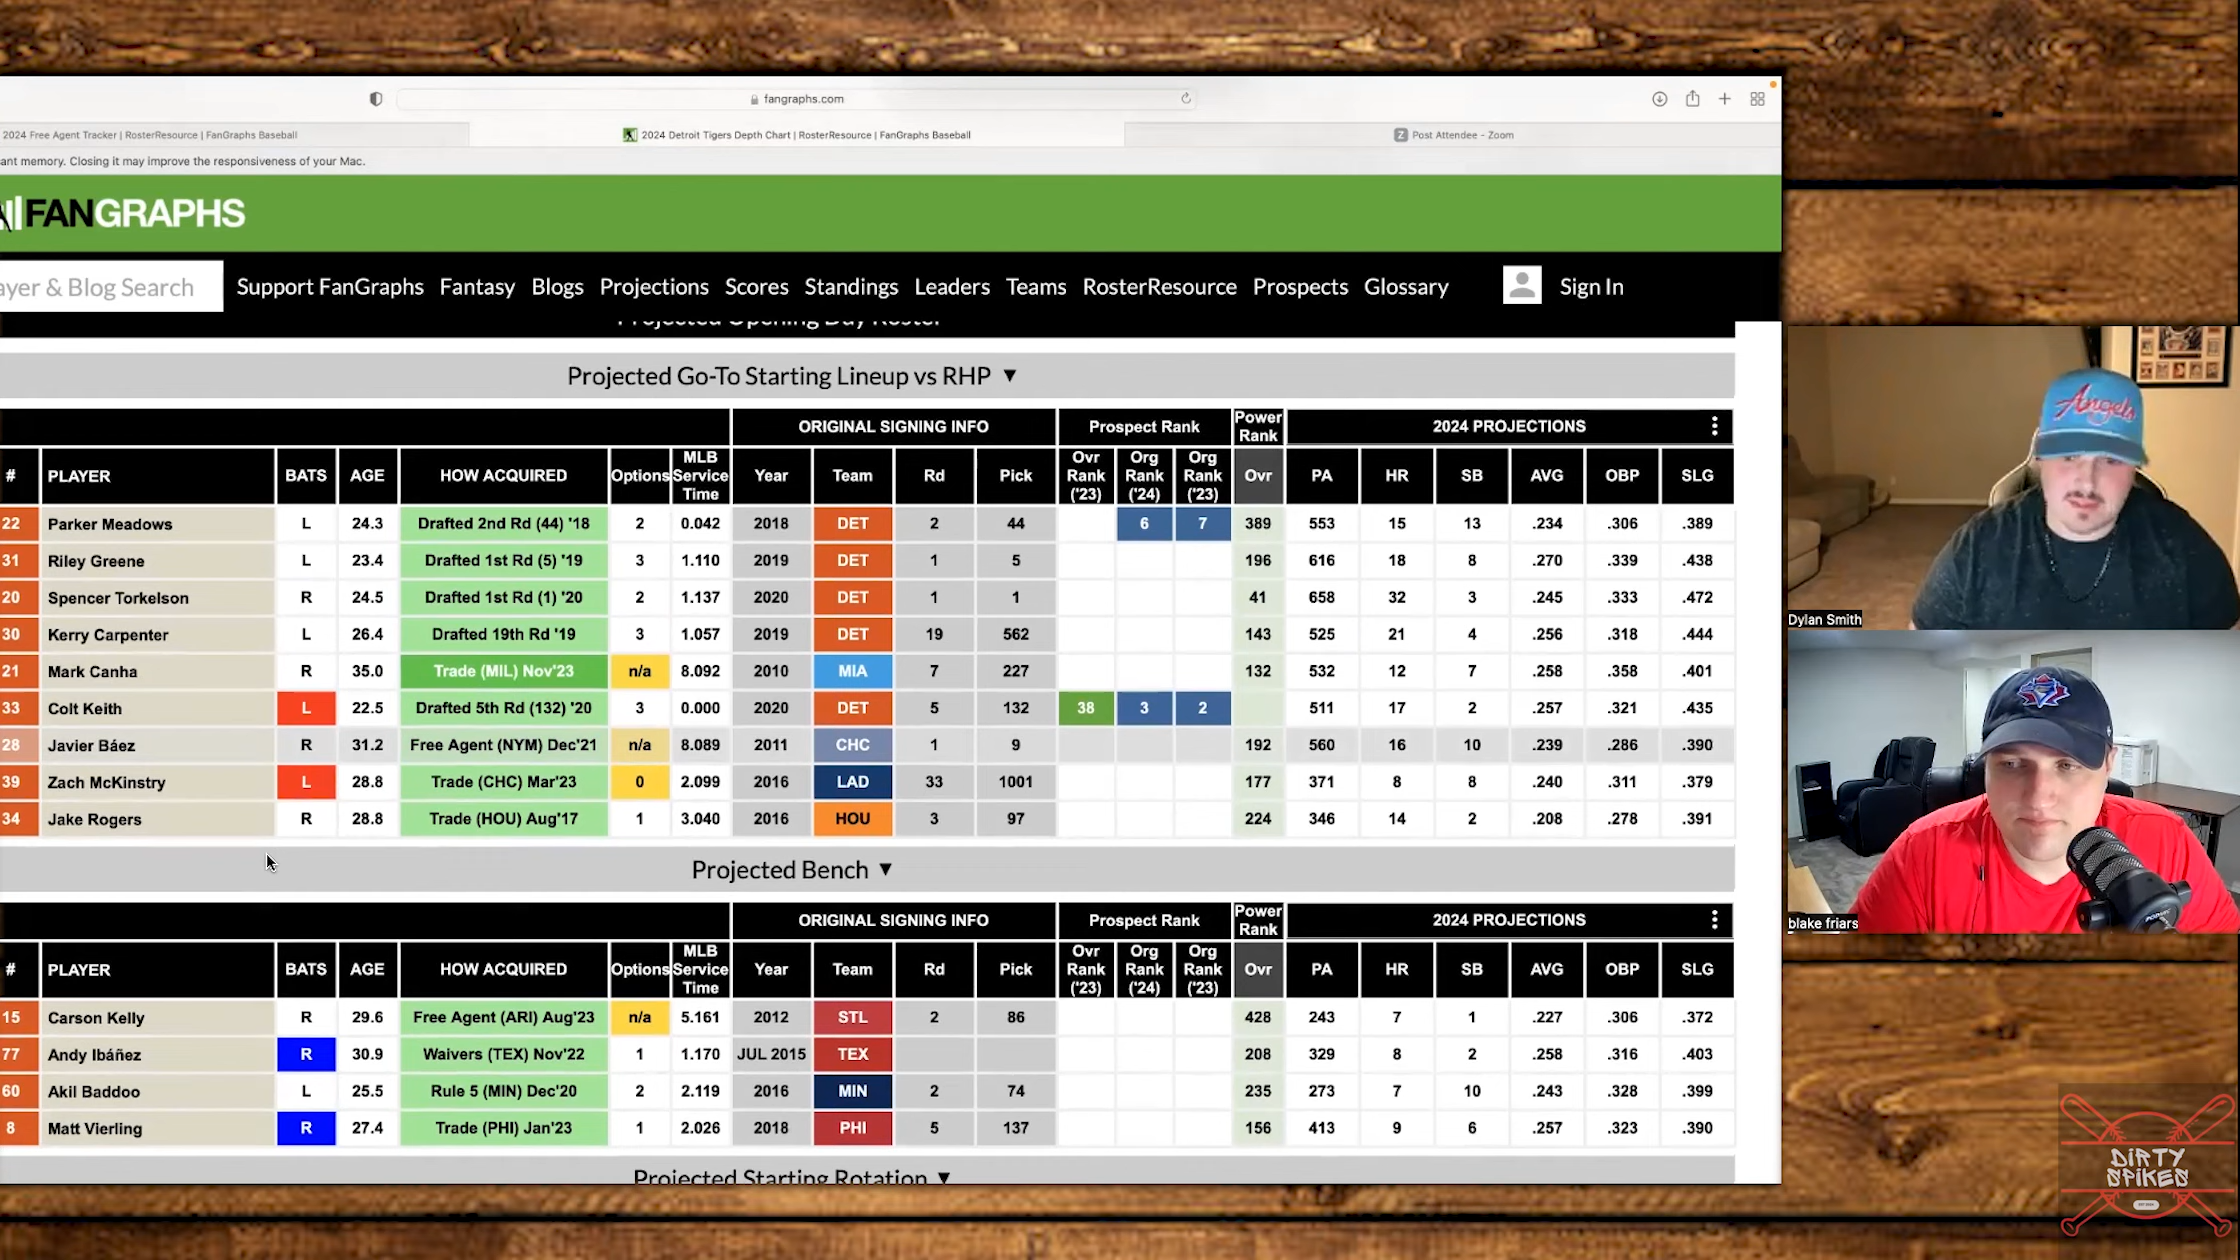 fangraphs.com
2024 Free Agent Tracker | RosterResource | FanGraphs Baseball
2024 Detroit Tigers Depth Chart | RosterResource | FanGraphs Baseball
Z Post Attendee - Zoom
ant memory. Closing it may improve the responsiveness of your Mac.
FANGRAPHS
ayer & Blog Search Support FanGraphs Fantasy Blogs Projections Scores Standings Leaders Teams RosterResource Prospects Glossary Sign In
Projected Opening Day Roster
Projected Go-To Starting Lineup vs RHP ▼
ORIGINAL SIGNING INFO Prospect Rank Power Rank 2024 PROJECTIONS
# PLAYER BATS AGE HOW ACQUIRED Options MLB Service Time Year Team Rd Pick Ovr Rank ('23) Org Rank ('24) Org Rank ('23) Ovr PA HR SB AVG OBP SLG
22 Parker Meadows L 24.3 Drafted 2nd Rd (44) '18 2 0.042 2018 DET 2 44 6 7 389 553 15 13 .234 .306 .389
31 Riley Greene L 23.4 Drafted 1st Rd (5) '19 3 1.110 2019 DET 1 5 196 616 18 8 .270 .339 .438
20 Spencer Torkelson R 24.5 Drafted 1st Rd (1) '20 2 1.137 2020 DET 1 1 41 658 32 3 .245 .333 .472
30 Kerry Carpenter L 26.4 Drafted 19th Rd '19 3 1.057 2019 DET 19 562 143 525 21 4 .256 .318 .444
21 Mark Canha R 35.0 Trade (MIL) Nov'23 n/a 8.092 2010 MIA 7 227 132 532 12 7 .258 .358 .401
33 Colt Keith L 22.5 Drafted 5th Rd (132) '20 3 0.000 2020 DET 5 132 38 3 2 511 17 2 .257 .321 .435
28 Javier Báez R 31.2 Free Agent (NYM) Dec'21 n/a 8.089 2011 CHC 1 9 192 560 16 10 .239 .286 .390
39 Zach McKinstry L 28.8 Trade (CHC) Mar'23 0 2.099 2016 LAD 33 1001 177 371 8 8 .240 .311 .379
34 Jake Rogers R 28.8 Trade (HOU) Aug'17 1 3.040 2016 HOU 3 97 224 346 14 2 .208 .278 .391
Projected Bench ▼
ORIGINAL SIGNING INFO Prospect Rank Power Rank 2024 PROJECTIONS
# PLAYER BATS AGE HOW ACQUIRED Options MLB Service Time Year Team Rd Pick Ovr Rank ('23) Org Rank ('24) Org Rank ('23) Ovr PA HR SB AVG OBP SLG
15 Carson Kelly R 29.6 Free Agent (ARI) Aug'23 n/a 5.161 2012 STL 2 86 428 243 7 1 .227 .306 .372
77 Andy Ibáñez R 30.9 Waivers (TEX) Nov'22 1 1.170 JUL 2015 TEX 208 329 8 2 .258 .316 .403
60 Akil Baddoo L 25.5 Rule 5 (MIN) Dec'20 2 2.119 2016 MIN 2 74 235 273 7 10 .243 .328 .399
8 Matt Vierling R 27.4 Trade (PHI) Jan'23 1 2.026 2018 PHI 5 137 156 413 9 6 .257 .323 .390
Projected Starting Rotation ▼
Angels
Dylan Smith
blake friars
DIRTY
SPIKES